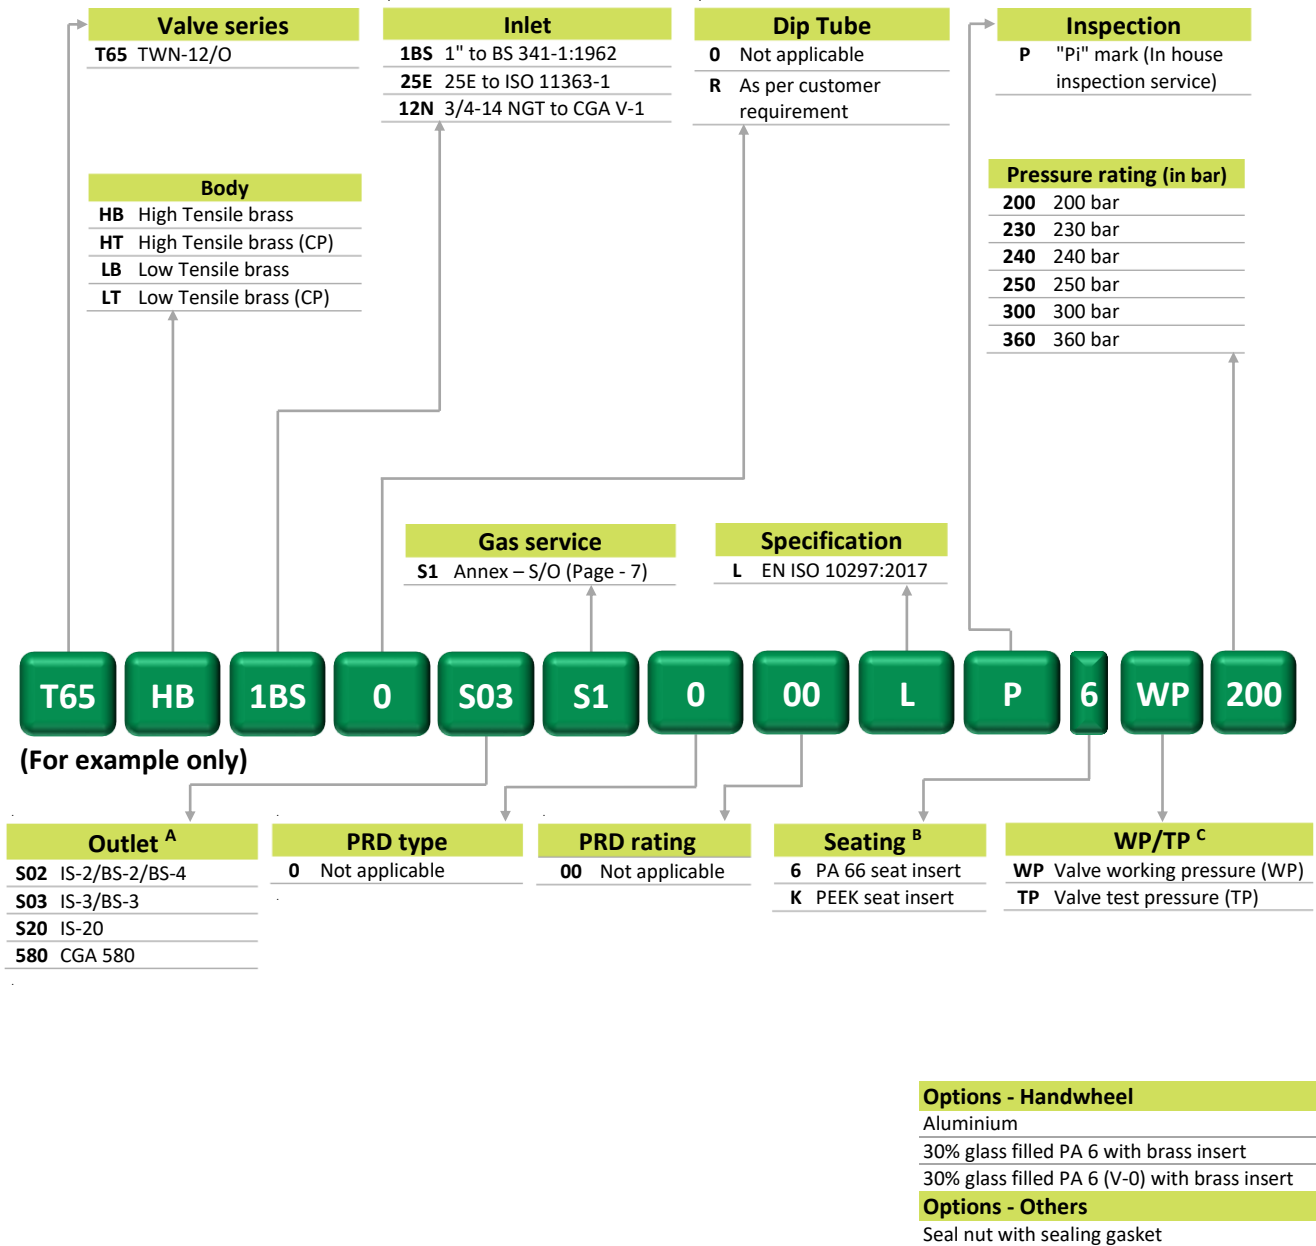 Valve series
T65 TWN-12/O
Inlet
1BS 1" to BS 341-1:1962
25E 25E to ISO 11363-1
12N 3/4-14 NGT to CGA V-1
Dip Tube
0 Not applicable
R As per customer
requirement
Inspection
P "Pi" mark (In house
inspection service)
Body
HB High Tensile brass
HT High Tensile brass (CP)
LB Low Tensile brass
LT Low Tensile brass (CP)
Pressure rating (in bar)
200 200 bar
230 230 bar
240 240 bar
250 250 bar
300 300 bar
360 360 bar
Gas service
S1 Annex – S/O (Page - 7)
Specification
L EN ISO 10297:2017
T65 HB 1BS 0 S03 S1 0 00 L P 6 WP 200
(For example only)
Outlet A
S02 IS-2/BS-2/BS-4
S03 IS-3/BS-3
S20 IS-20
580 CGA 580
PRD type
0 Not applicable
PRD rating
00 Not applicable
Seating B
6 PA 66 seat insert
K PEEK seat insert
WP/TP C
WP Valve working pressure (WP)
TP Valve test pressure (TP)
Options - Handwheel
Aluminium
30% glass filled PA 6 with brass insert
30% glass filled PA 6 (V-0) with brass insert
Options - Others
Seal nut with sealing gasket